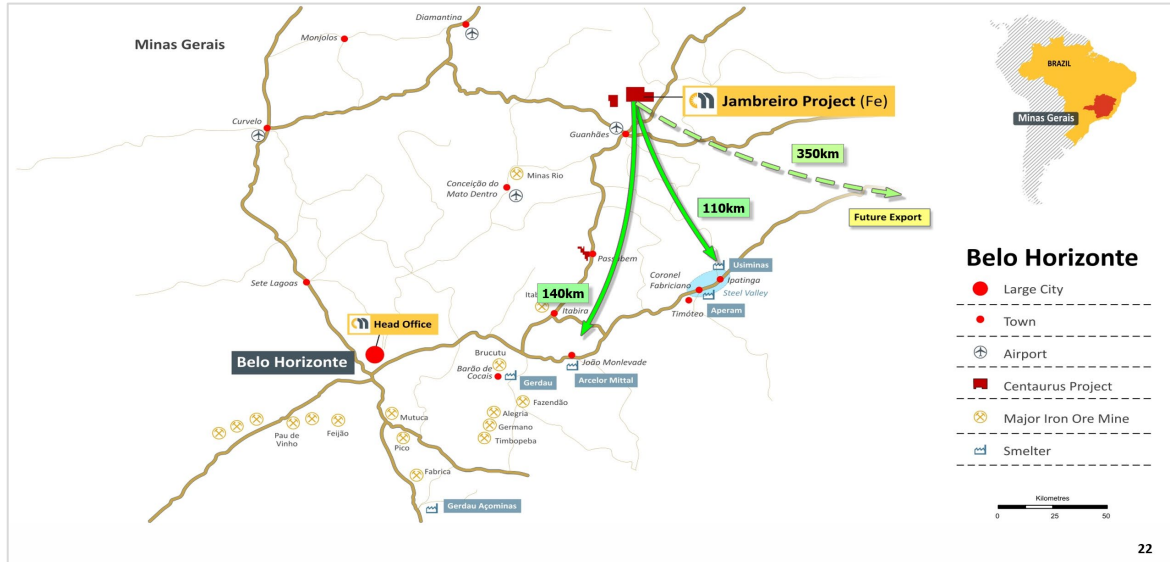 Minas Gerais
Diamantina
Monjolos
Curvelo
Jambreiro Project (Fe)
Guanhães
Minas Rio
Conceição do
Mato Dentro
350km
110km
Future Export
Passabem
Sete Lagoas
140km
Itabira
Coronel
Fabriciano
Usiminas
Ipatinga
Steel Valley
Timóteo
Aperam
Head Office
Belo Horizonte
Brucutu
Barão de
Cocais
Gerdau
João Monlevade
Arcelor Mittal
Fazendão
Alegria
Germano
Timbopeba
Mutuca
Pau de
Vinho
Feijão
Pico
Fabrica
Gerdau Açominas
BRAZIL
Minas Gerais
Belo Horizonte
Large City
Town
Airport
Centaurus Project
Major Iron Ore Mine
Smelter
Kilometres
0 25 50
22